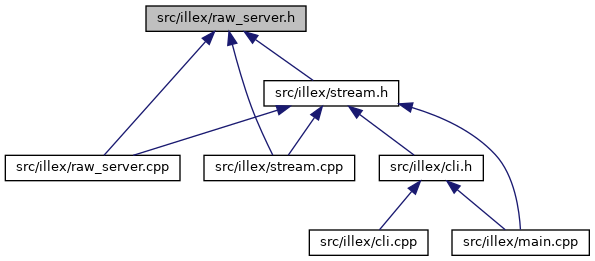 src/illex/raw_server.h
src/illex/stream.h
src/illex/raw_server.cpp
src/illex/stream.cpp
src/illex/cli.h
src/illex/cli.cpp
src/illex/main.cpp